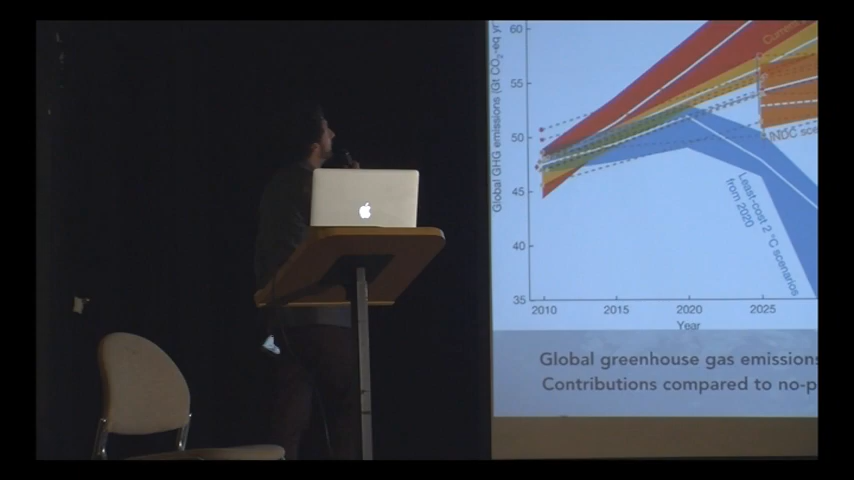 Global GHG emissions (Gt CO₂-eq yr
60
55
50
45
40
35
2010
2015
2020
2025
Year
Current
INDC sce
Least-cost 2 °C scenarios
from 2020
Global greenhouse gas emissions
Contributions compared to no-p